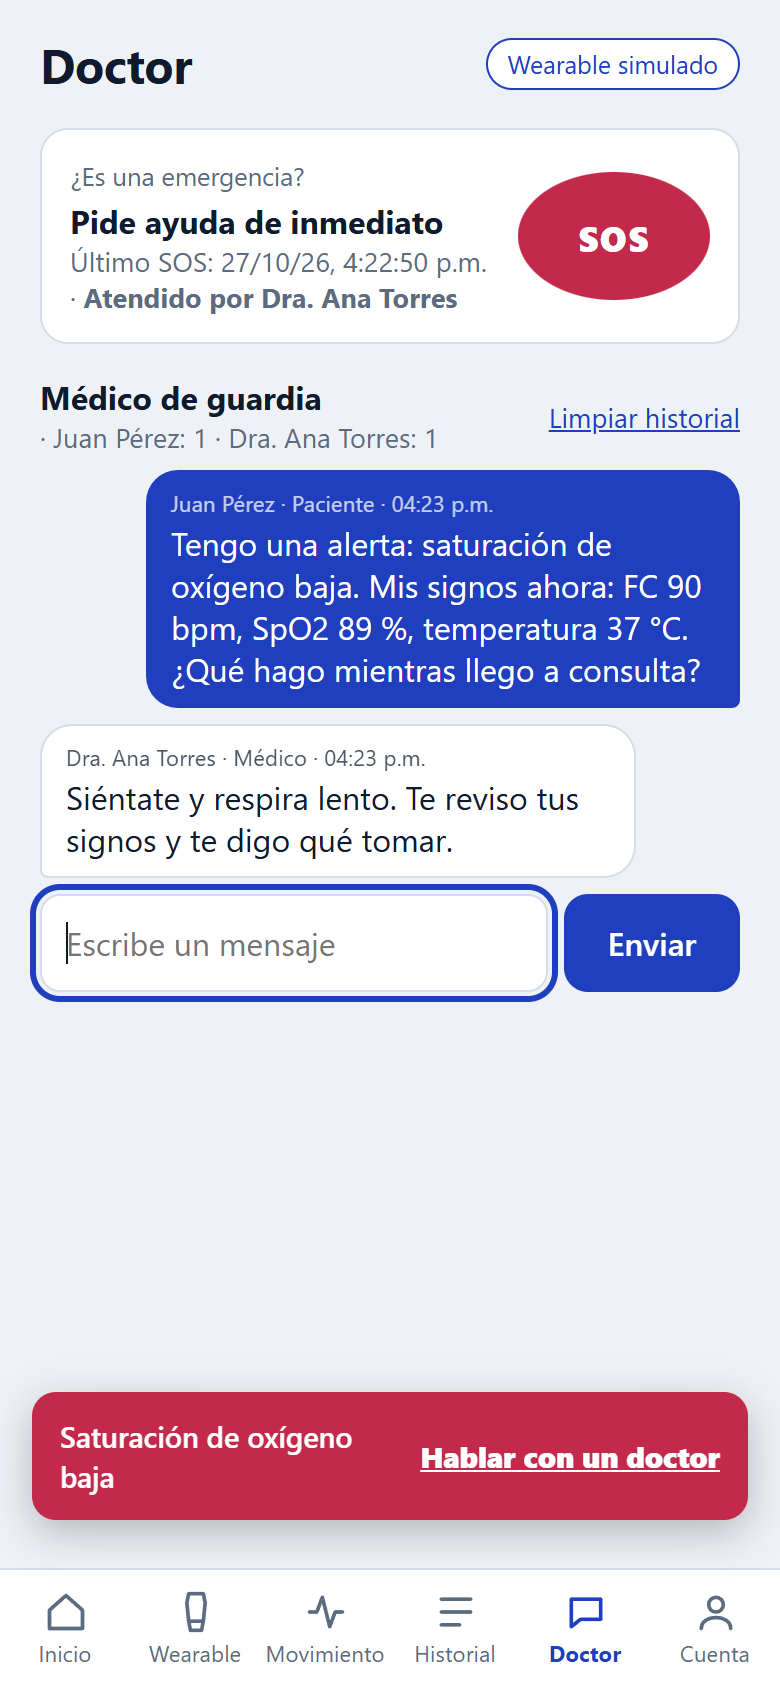 Doctor
Wearable simulado
¿Es una emergencia?
Pide ayuda de inmediato
Último SOS: 27/10/26, 4:22:50 p.m.
· Atendido por Dra. Ana Torres
SOS
Médico de guardia
· Juan Pérez: 1 · Dra. Ana Torres: 1
Limpiar historial
Juan Pérez · Paciente · 04:23 p.m.
Tengo una alerta: saturación de
oxígeno baja. Mis signos ahora: FC 90
bpm, SpO2 89 %, temperatura 37 °C.
¿Qué hago mientras llego a consulta?
Dra. Ana Torres · Médico · 04:23 p.m.
Siéntate y respira lento. Te reviso tus
signos y te digo qué tomar.
Escribe un mensaje
Enviar
Saturación de oxígeno
baja
Hablar con un doctor
Inicio
Wearable
Movimiento
Historial
Doctor
Cuenta